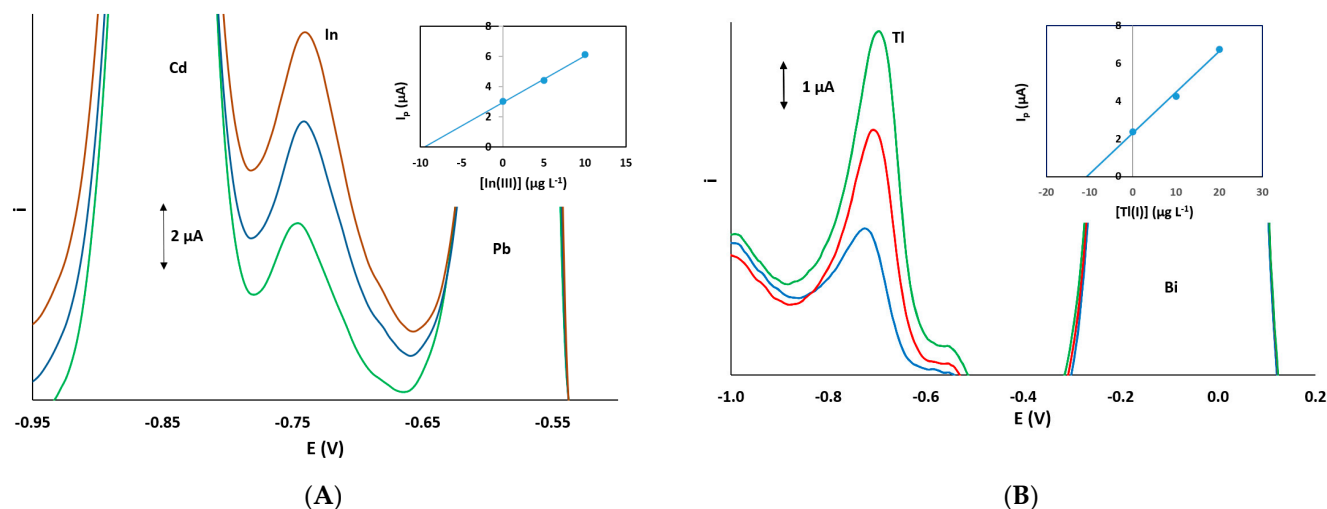 Cd
In
2 µA
Pb
i
-0.95
-0.85
-0.75
-0.65
-0.55
E (V)
8
6
4
2
0
Iₚ (µA)
-10
-5
0
5
10
15
[In(III)] (µg L⁻¹)
(A)
Tl
1 µA
Bi
i
-1.0
-0.8
-0.6
-0.3
0.0
0.2
E (V)
8
6
4
2
0
Iₚ (µA)
-20
-10
0
10
20
30
[Tl(I)] (µg L⁻¹)
(B)